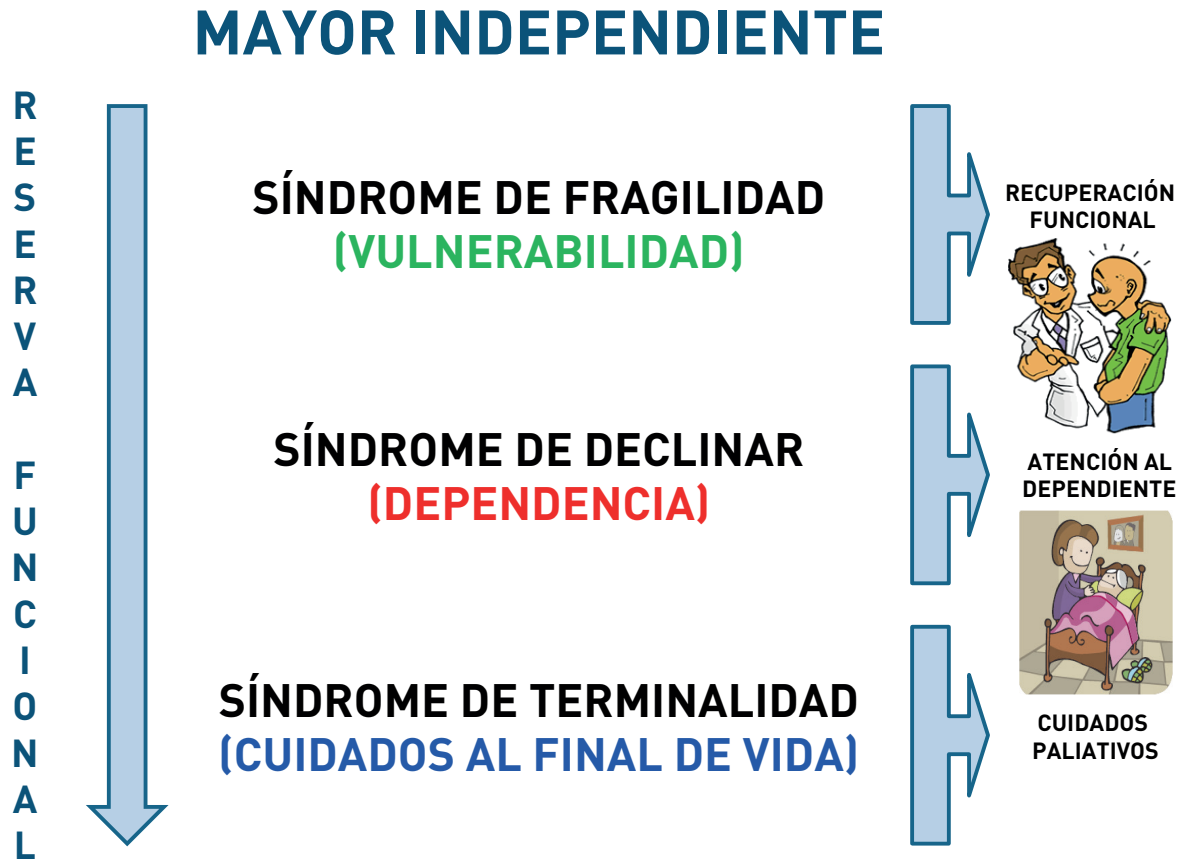 MAYOR INDEPENDIENTE
RESERVA FUNCIONAL
SÍNDROME DE FRAGILIDAD
(VULNERABILIDAD)
RECUPERACIÓN
FUNCIONAL
SÍNDROME DE DECLINAR
(DEPENDENCIA)
ATENCIÓN AL
DEPENDIENTE
SÍNDROME DE TERMINALIDAD
(CUIDADOS AL FINAL DE VIDA)
CUIDADOS
PALIATIVOS